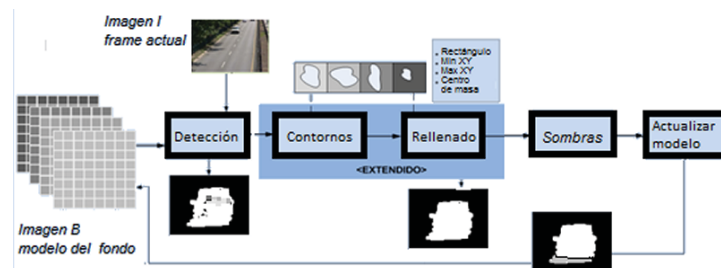 Imagen I
frame actual
Rectángulo
Min XY
Max XY
Centro
de masa
Detección
Contornos
Rellenado
Sombras
Actualizar
modelo
<EXTENDIDO>
Imagen B
modelo del fondo